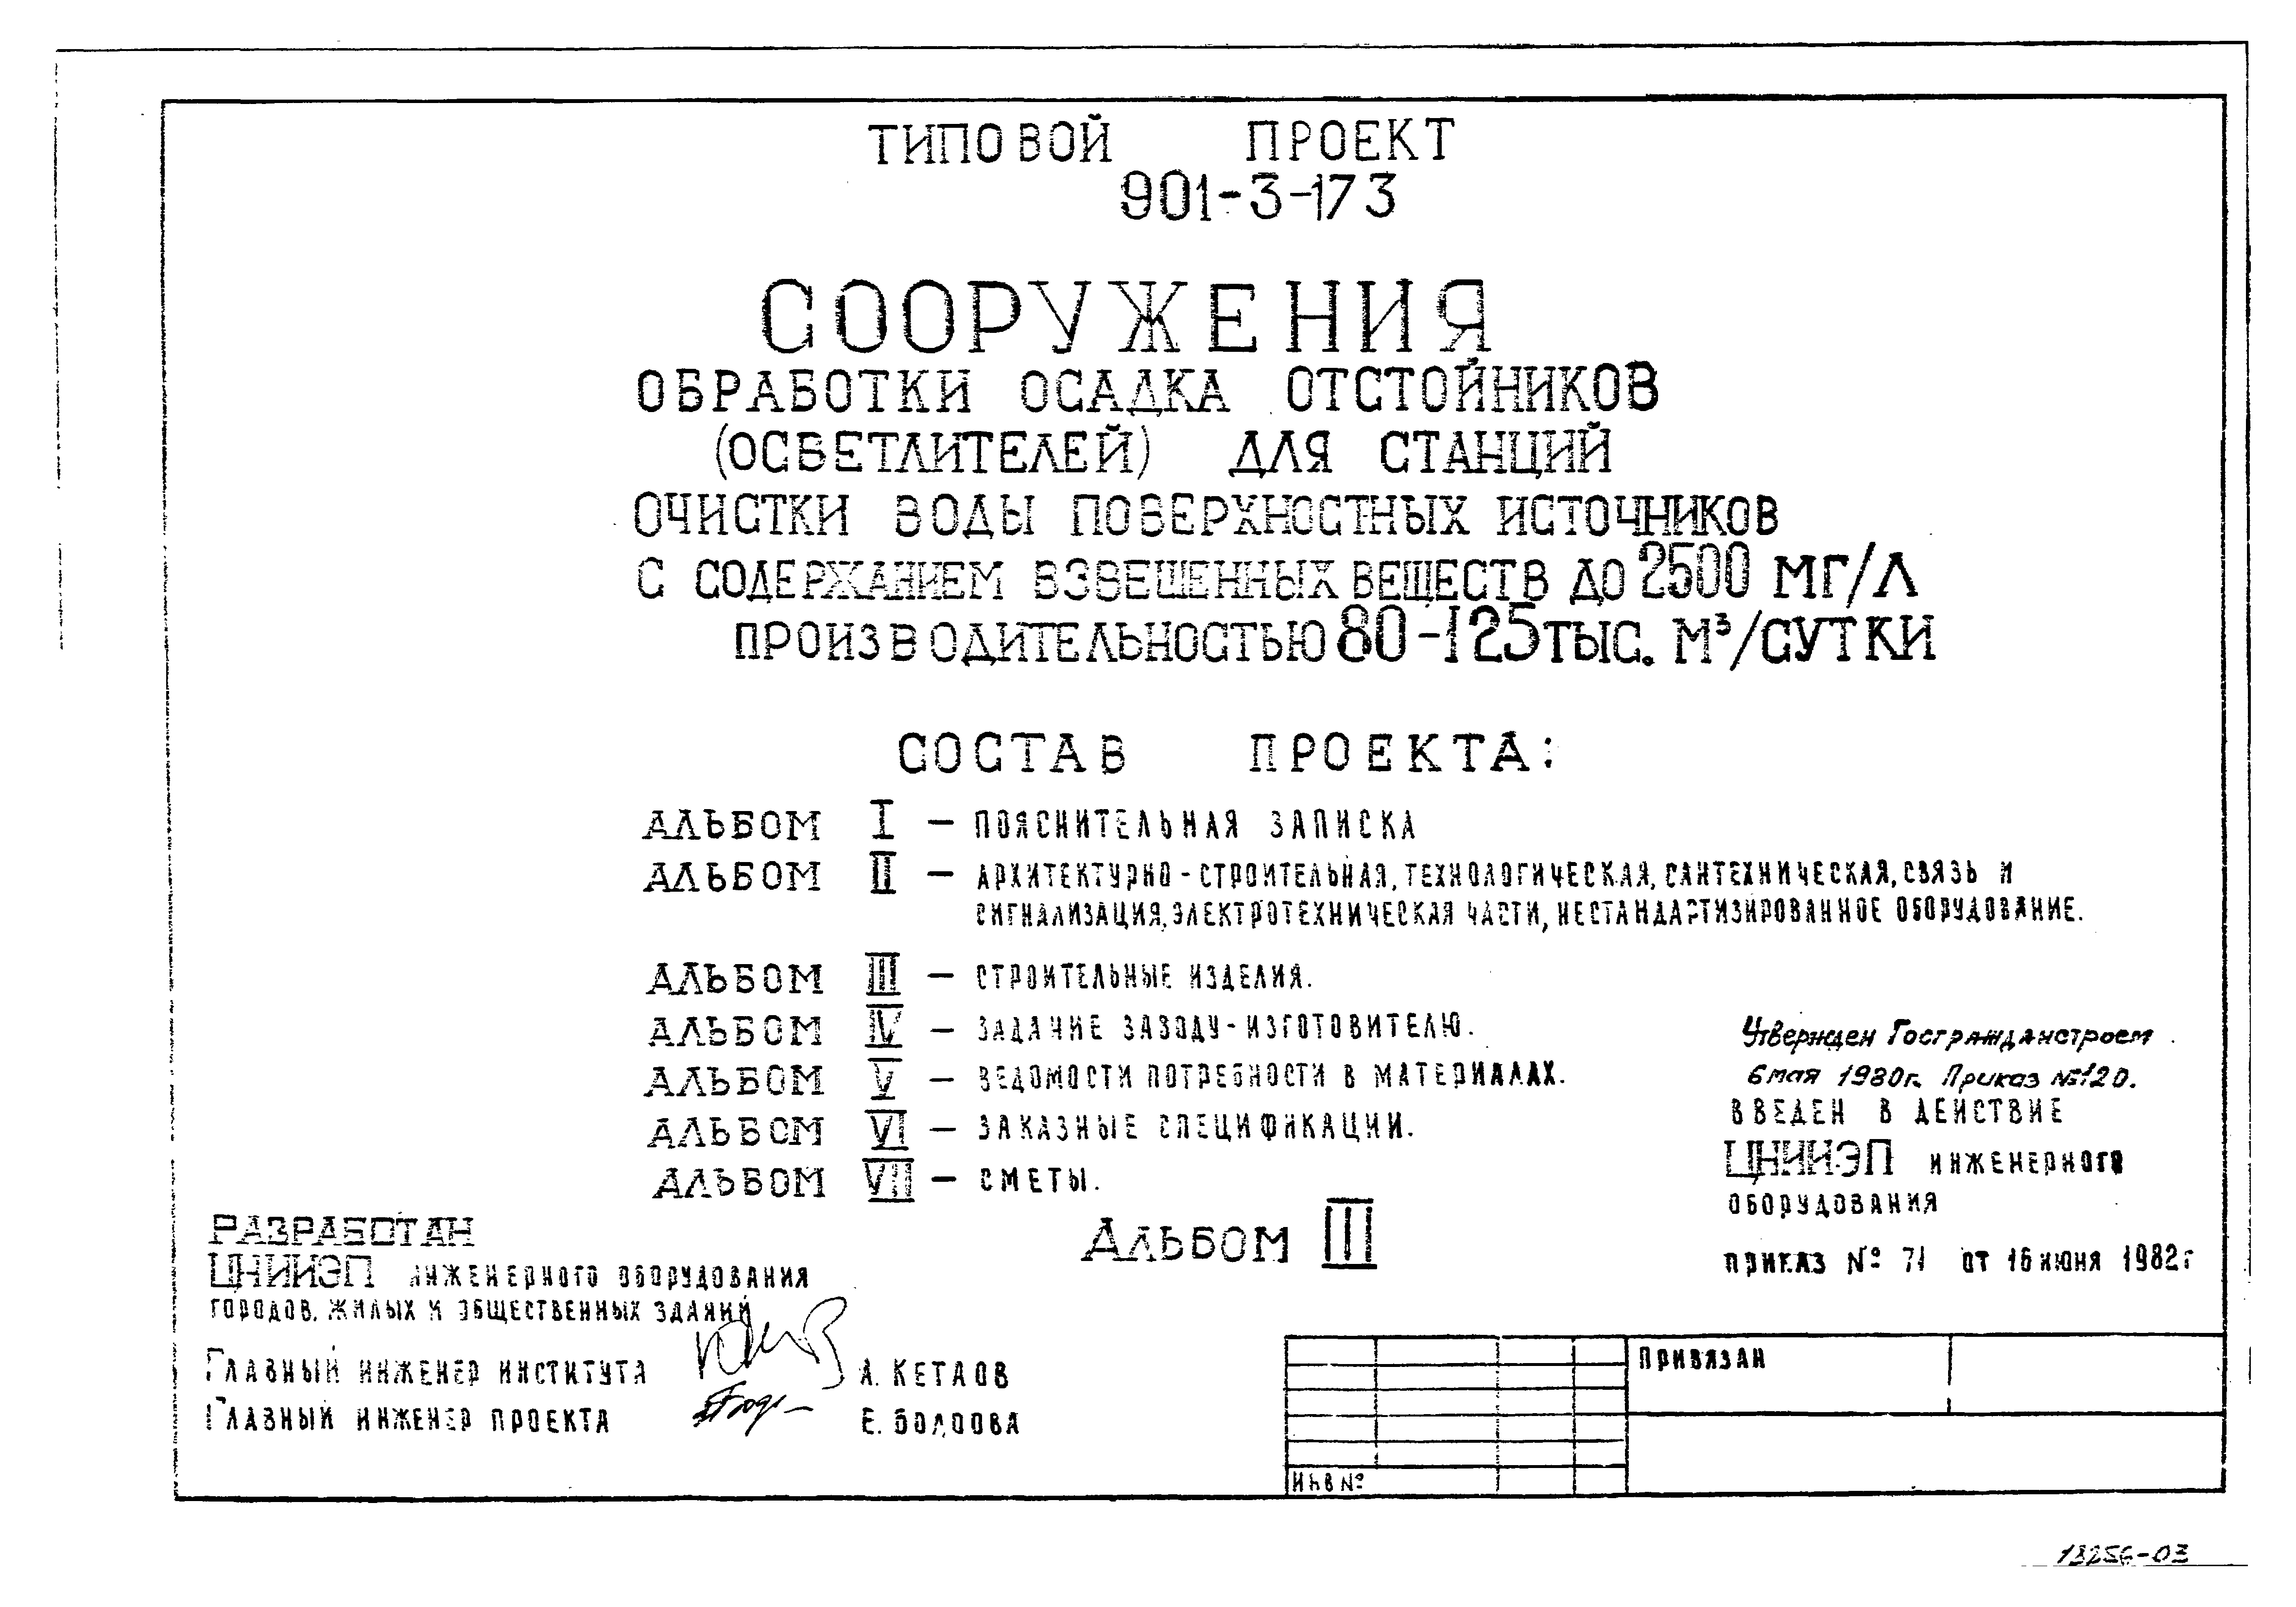 ТИПОВОЙ ПРОЕКТ
901-3-173
СООРУЖЕНИЯ
ОБРАБОТКИ ОСАДКА ОТСТОЙНИКОВ
(ОСВЕТЛИТЕЛЕЙ) ДЛЯ СТАНЦИЙ
ОЧИСТКИ ВОДЫ ПОВЕРХНОСТНЫХ ИСТОЧНИКОВ
С СОДЕРЖАНИЕМ ВЗВЕШЕННЫХ ВЕЩЕСТВ ДО 2500 МГ/Л
ПРОИЗВОДИТЕЛЬНОСТЬЮ 80-125 ТЫС. М³/СУТКИ
СОСТАВ ПРОЕКТА:
АЛЬБОМ I — ПОЯСНИТЕЛЬНАЯ ЗАПИСКА
АЛЬБОМ II — АРХИТЕКТУРНО-СТРОИТЕЛЬНАЯ, ТЕХНОЛОГИЧЕСКАЯ, САНТЕХНИЧЕСКАЯ, СВЯЗЬ И
СИГНАЛИЗАЦИЯ, ЭЛЕКТРОТЕХНИЧЕСКАЯ ЧАСТИ, НЕСТАНДАРТИЗИРОВАННОЕ ОБОРУДОВАНИЕ.
АЛЬБОМ III — СТРОИТЕЛЬНЫЕ ИЗДЕЛИЯ.
АЛЬБОМ IV — ЗАДАНИЕ ЗАВОДУ-ИЗГОТОВИТЕЛЮ.
АЛЬБОМ V — ВЕДОМОСТИ ПОТРЕБНОСТИ В МАТЕРИАЛАХ.
АЛЬБОМ VI — ЗАКАЗНЫЕ СПЕЦИФИКАЦИИ.
АЛЬБОМ VII — СМЕТЫ.
АЛЬБОМ III
Утвержден Госгражданстроем
6 мая 1980г. Приказ №120.
ВВЕДЕН В ДЕЙСТВИЕ
ЦНИИЭП ИНЖЕНЕРНОГО
ОБОРУДОВАНИЯ
ПРИКАЗ № 71 ОТ 16 ИЮНЯ 1982г
РАЗРАБОТАН
ЦНИИЭП ИНЖЕНЕРНОГО ОБОРУДОВАНИЯ
ГОРОДОВ, ЖИЛЫХ И ОБЩЕСТВЕННЫХ ЗДАНИЙ
ГЛАВНЫЙ ИНЖЕНЕР ИНСТИТУТА А. КЕТАОВ
ГЛАВНЫЙ ИНЖЕНЕР ПРОЕКТА Е.
ПРИВЯЗАН
ИНВ №
13256-03